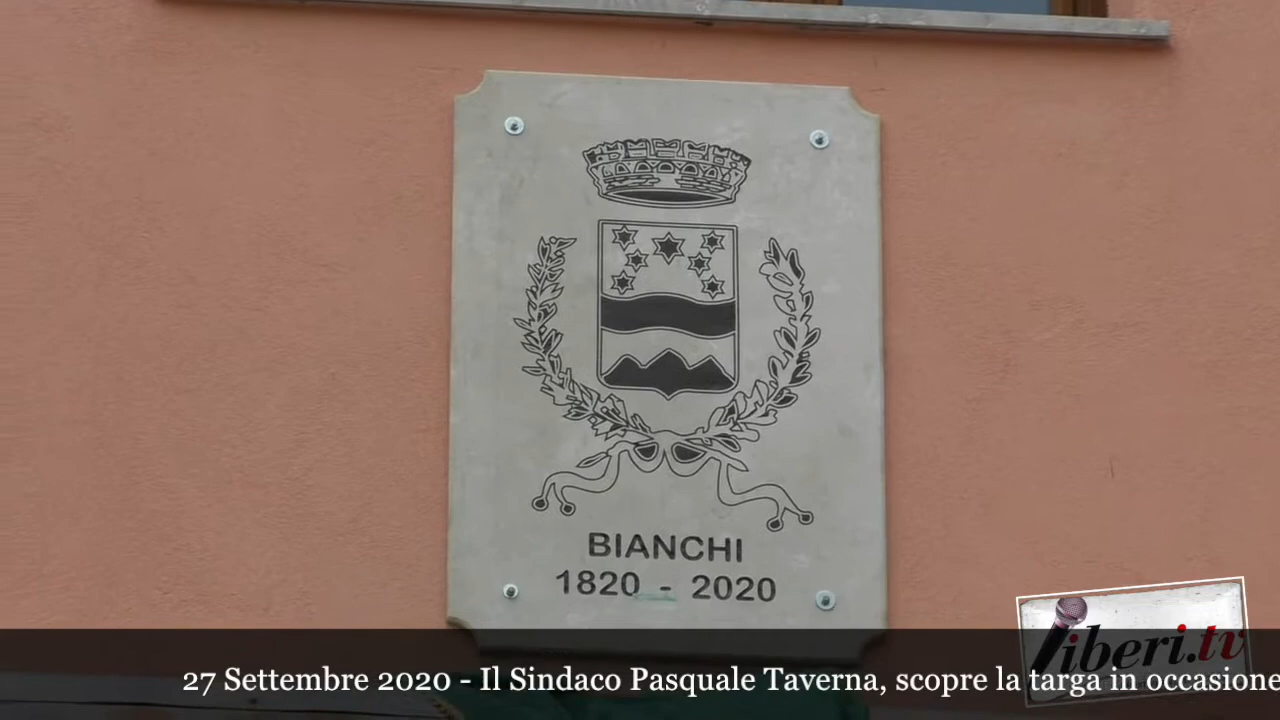 BIANCHI
1820 - 2020
liberi.tv
27 Settembre 2020 - Il Sindaco Pasquale Taverna, scopre la targa in occasione